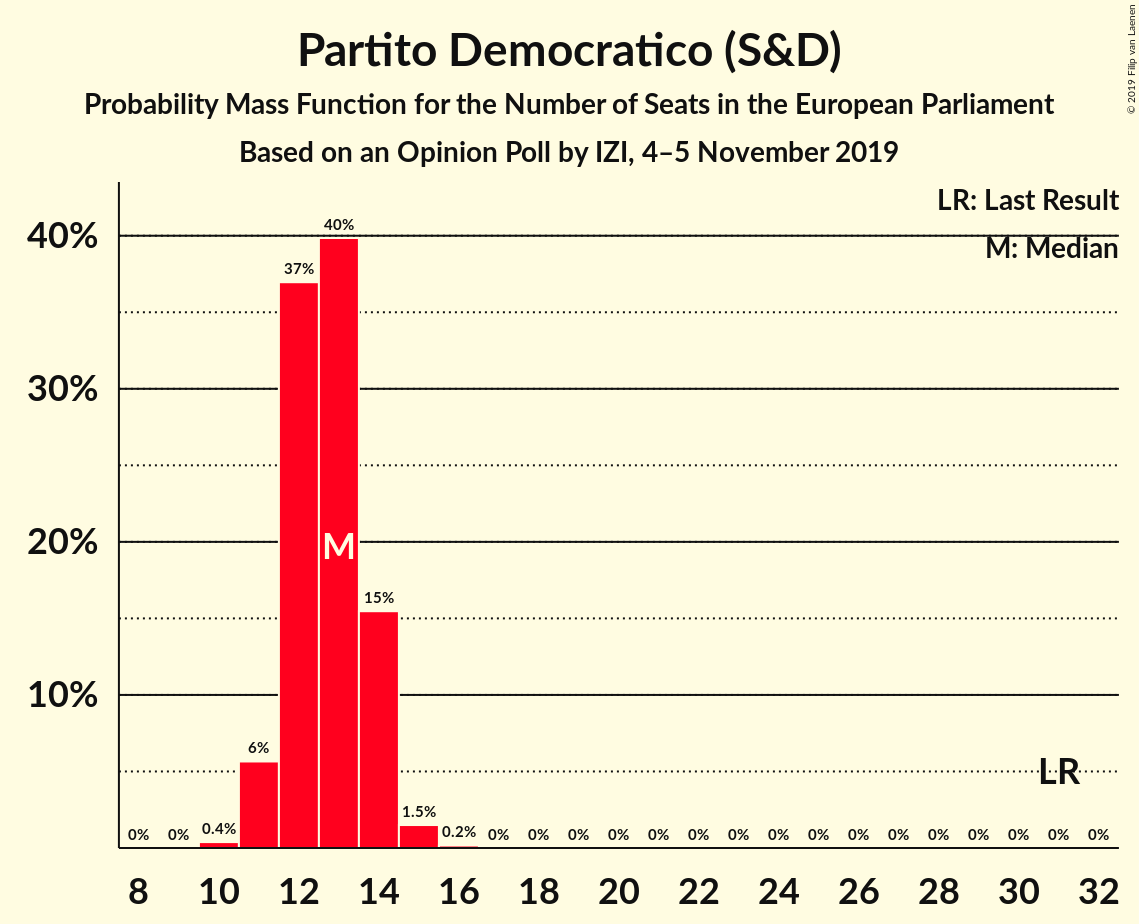 Partito Democratico (S&D)
Probability Mass Function for the Number of Seats in the European Parliament
Based on an Opinion Poll by IZI, 4–5 November 2019
© 2019 Filip van Laenen
LR: Last Result
M: Median
40%
30%
20%
10%
0% 0% 0.4% 6% 37% 40% 15% 1.5% 0.2% 0% 0% 0% 0% 0% 0% 0% 0% 0% 0% 0% 0% 0% 0% 0% 0%
M
LR
8 10 12 14 16 18 20 22 24 26 28 30 32